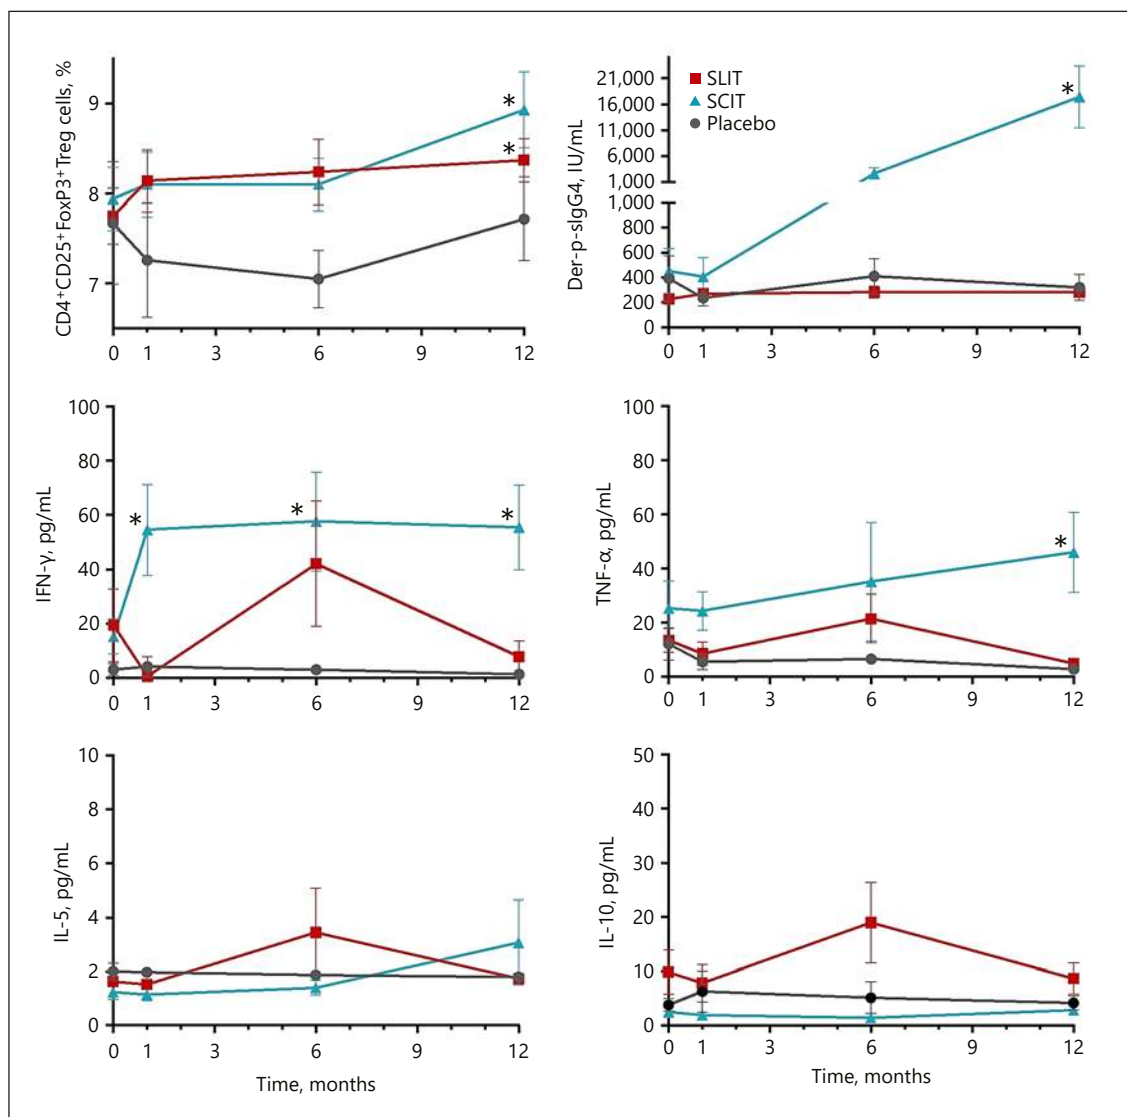 CD4+CD25+FoxP3+Treg cells, %
9
8
7
0 1 3 6 9 12
*
*
Der-p-sIgG4, IU/mL
21,000
16,000
11,000
6,000
1,000
1,000
800
600
400
200
0
0 1 3 6 9 12
SLIT
SCIT
Placebo
*
IFN-γ, pg/mL
100
80
60
40
20
0
0 1 3 6 9 12
* * *
TNF-α, pg/mL
100
80
60
40
20
0
0 1 3 6 9 12
*
IL-5, pg/mL
10
8
6
4
2
0
0 1 3 6 9 12
Time, months
IL-10, pg/mL
50
40
30
20
10
0
0 1 3 6 9 12
Time, months